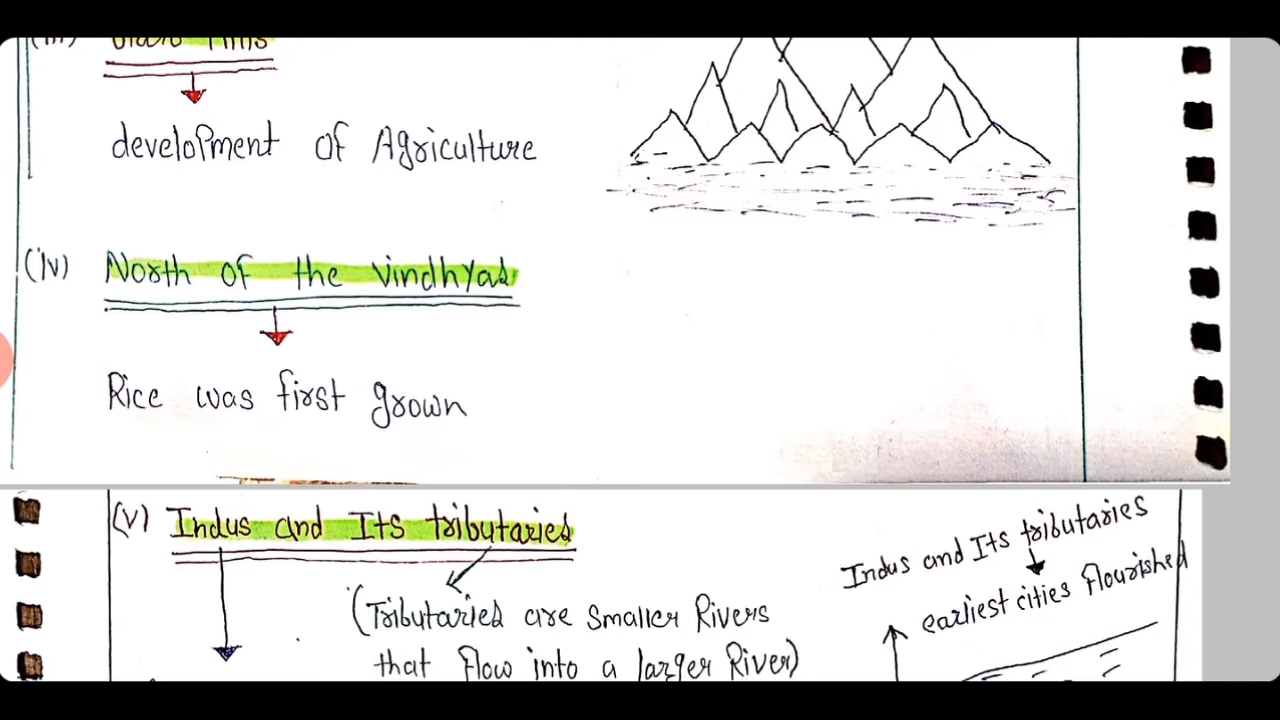 (iii)
development of Agriculture
(iv) North of the vindhyas
Rice was first grown
(v) Indus and Its tributaries
(Tributaries are smaller Rivers
that flow into a larger River)
Indus and Its tributaries
earliest cities flourished